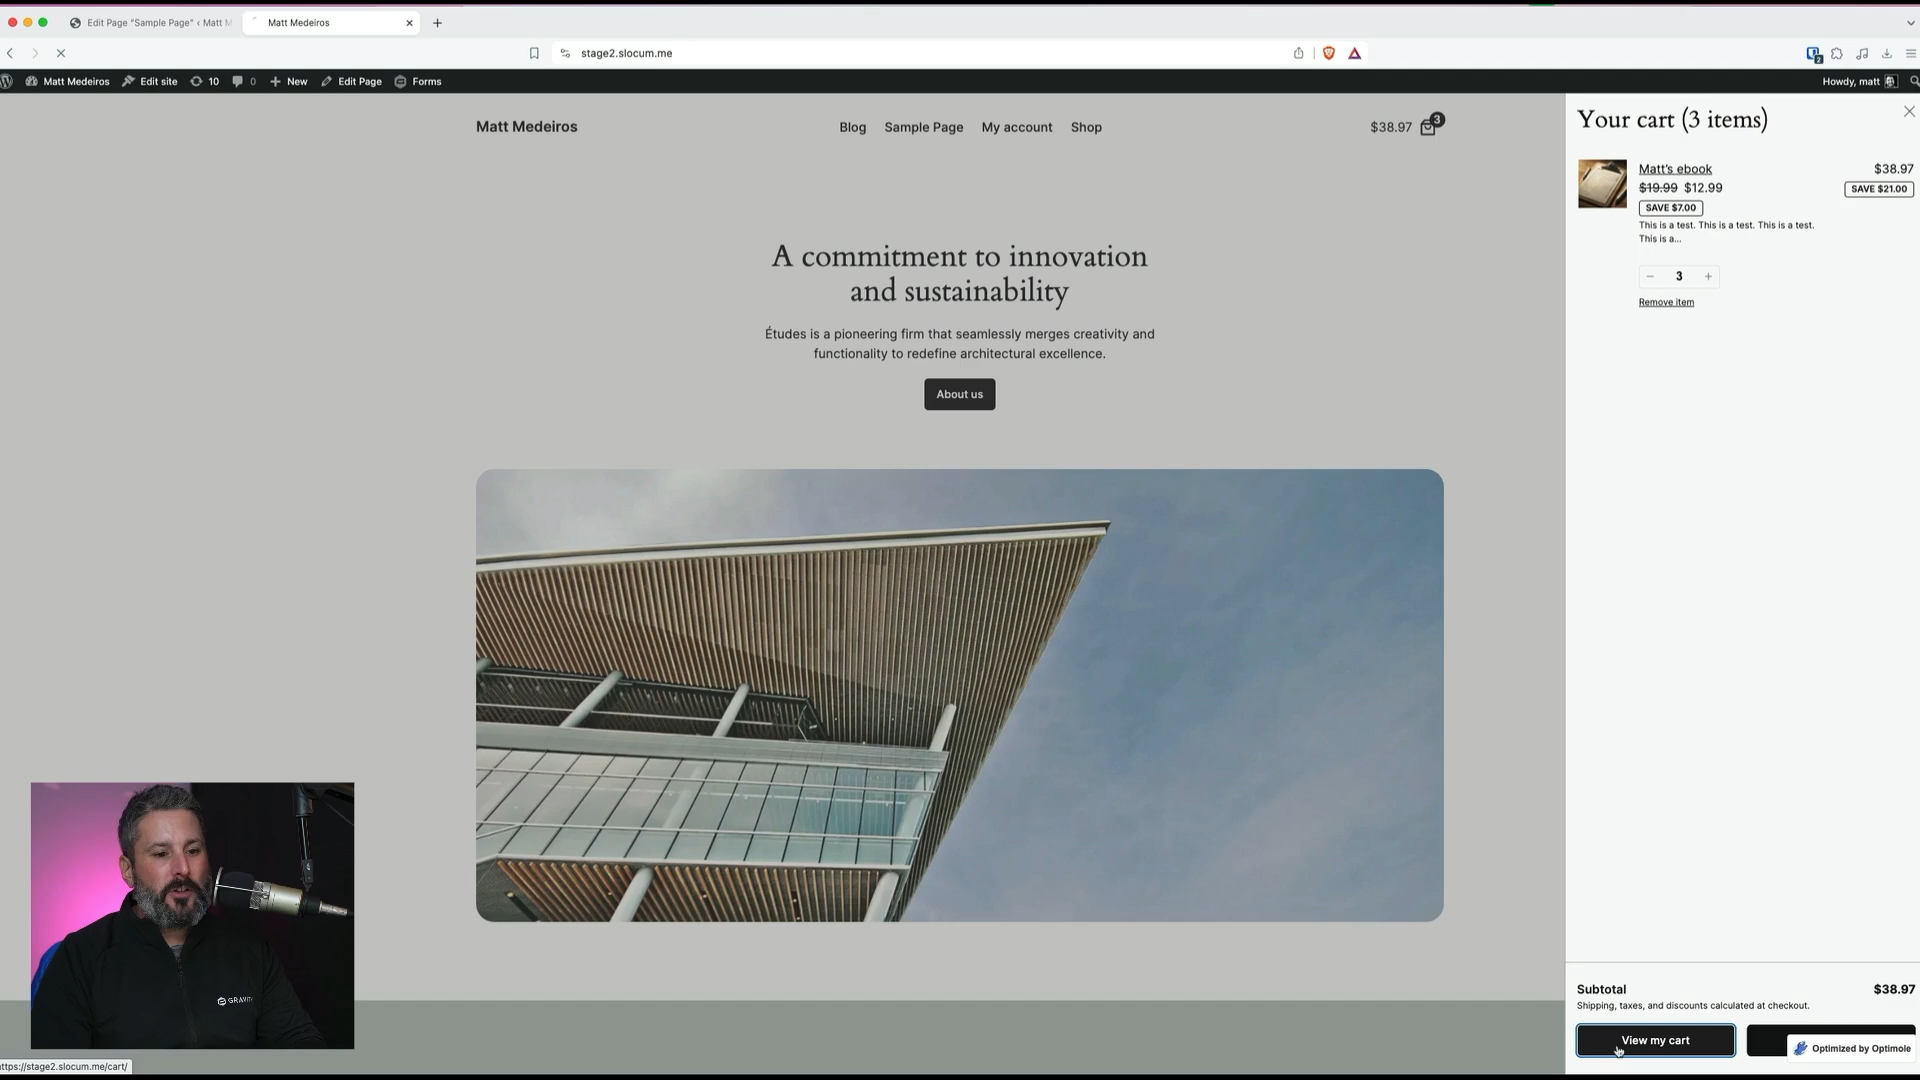 Edit Page "Sample Page" ‹ Matt M
Matt Medeiros
stage2.slocum.me
Matt Medeiros
Edit site
10
0
New
Edit Page
Forms
Howdy, matt
Matt Medeiros
Blog
Sample Page
My account
Shop
$38.97
3
A commitment to innovation
and sustainability
Études is a pioneering firm that seamlessly merges creativity and
functionality to redefine architectural excellence.
About us
Your cart (3 items)
Matt's ebook
$38.97
$19.99 $12.99
SAVE $21.00
SAVE $7.00
This is a test. This is a test. This is a test.
This is a...
− 3 +
Remove item
Subtotal
$38.97
Shipping, taxes, and discounts calculated at checkout.
View my cart
Optimized by Optimole
GRAVIT
ttps://stage2.slocum.me/cart/